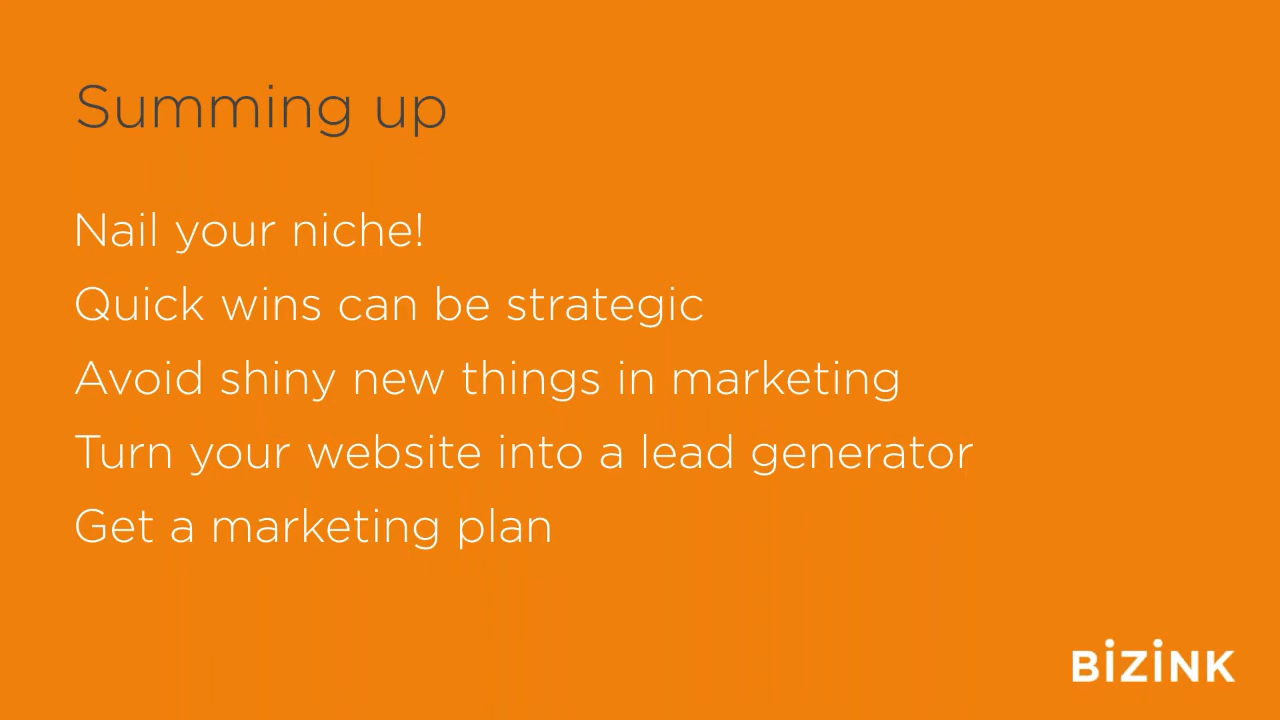 Summing up
Nail your niche!
Quick wins can be strategic
Avoid shiny new things in marketing
Turn your website into a lead generator
Get a marketing plan
BiZiNK